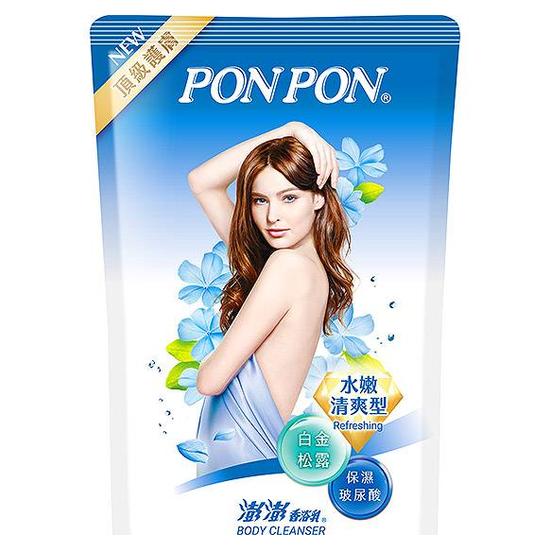 NEW
頂級護膚
PON PON®
水嫩
清爽型
Refreshing
白金
松露
保濕
玻尿酸
澎澎香浴乳®
BODY CLEANSER